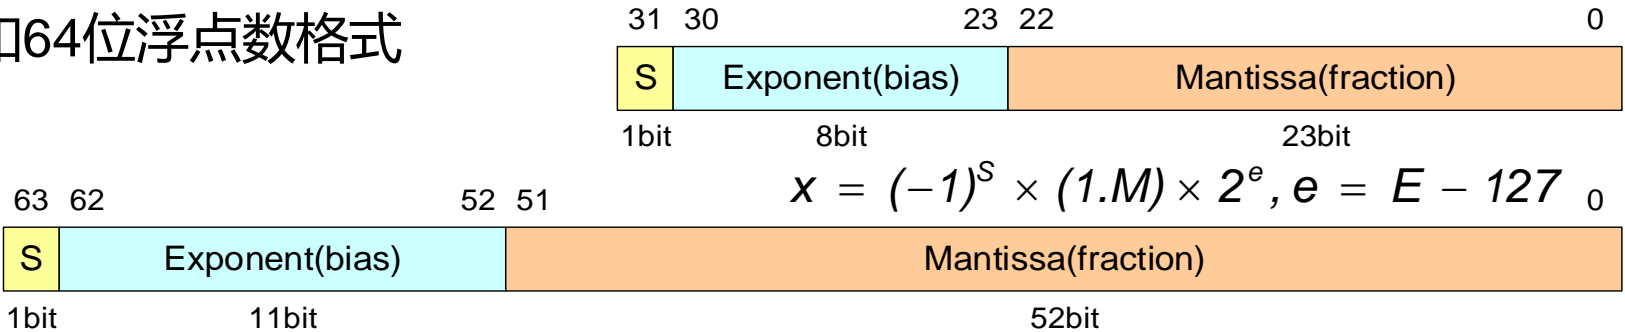 和64位浮点数格式
31 30 23 22 0
S Exponent(bias) Mantissa(fraction)
1bit 8bit 23bit
x = (−1)^S × (1.M) × 2^e, e = E − 127
63 62 52 51 0
S Exponent(bias) Mantissa(fraction)
1bit 11bit 52bit